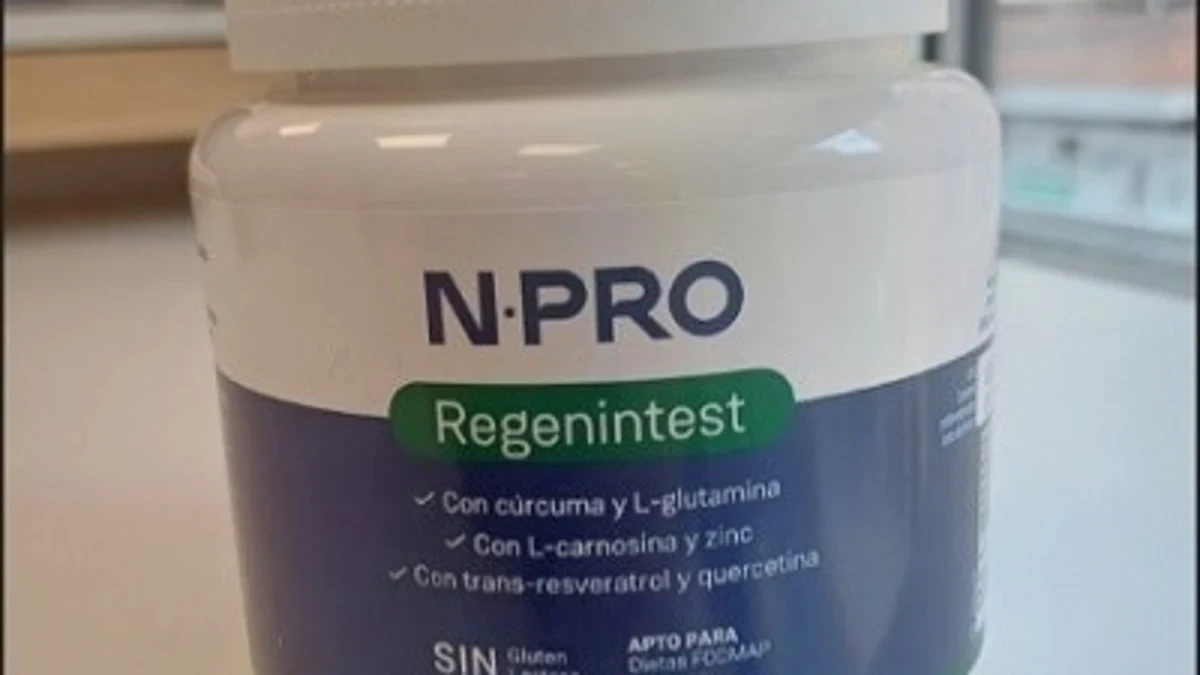 N·PRO
Regenintest
✓ Con cúrcuma y L-glutamina
✓ Con L-carnosina y zinc
✓ Con trans-resveratrol y quercetina
SIN Gluten
APTO PARA
Dietas FODMAP